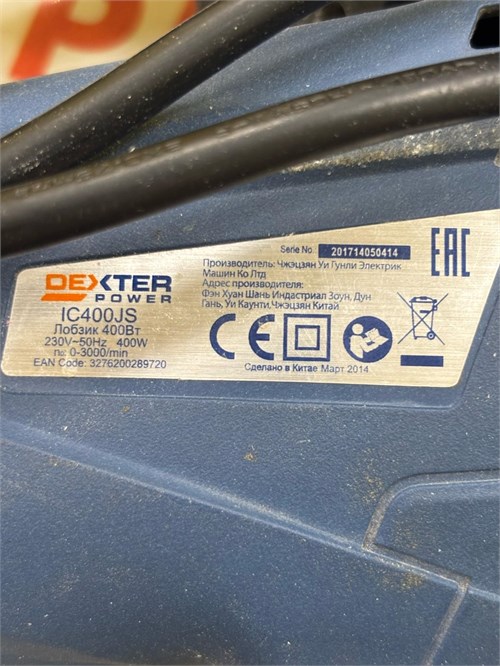 DEXTER
POWER
IC400JS
Лобзик 400Вт
230V~50Hz 400W
no: 0-3000/min
EAN Code: 3276200289720
Serie No 201714050414
Производитель: Чжэцзян Уи Гунли Электрик
Машин Ко Лтд
Адрес производителя:
Фэн Хуан Шань Индастриал Зоун, Дун
Гань, Уи Каунти, Чжэцзян Китай
CE
Сделано в Китае Март 2014
EAC